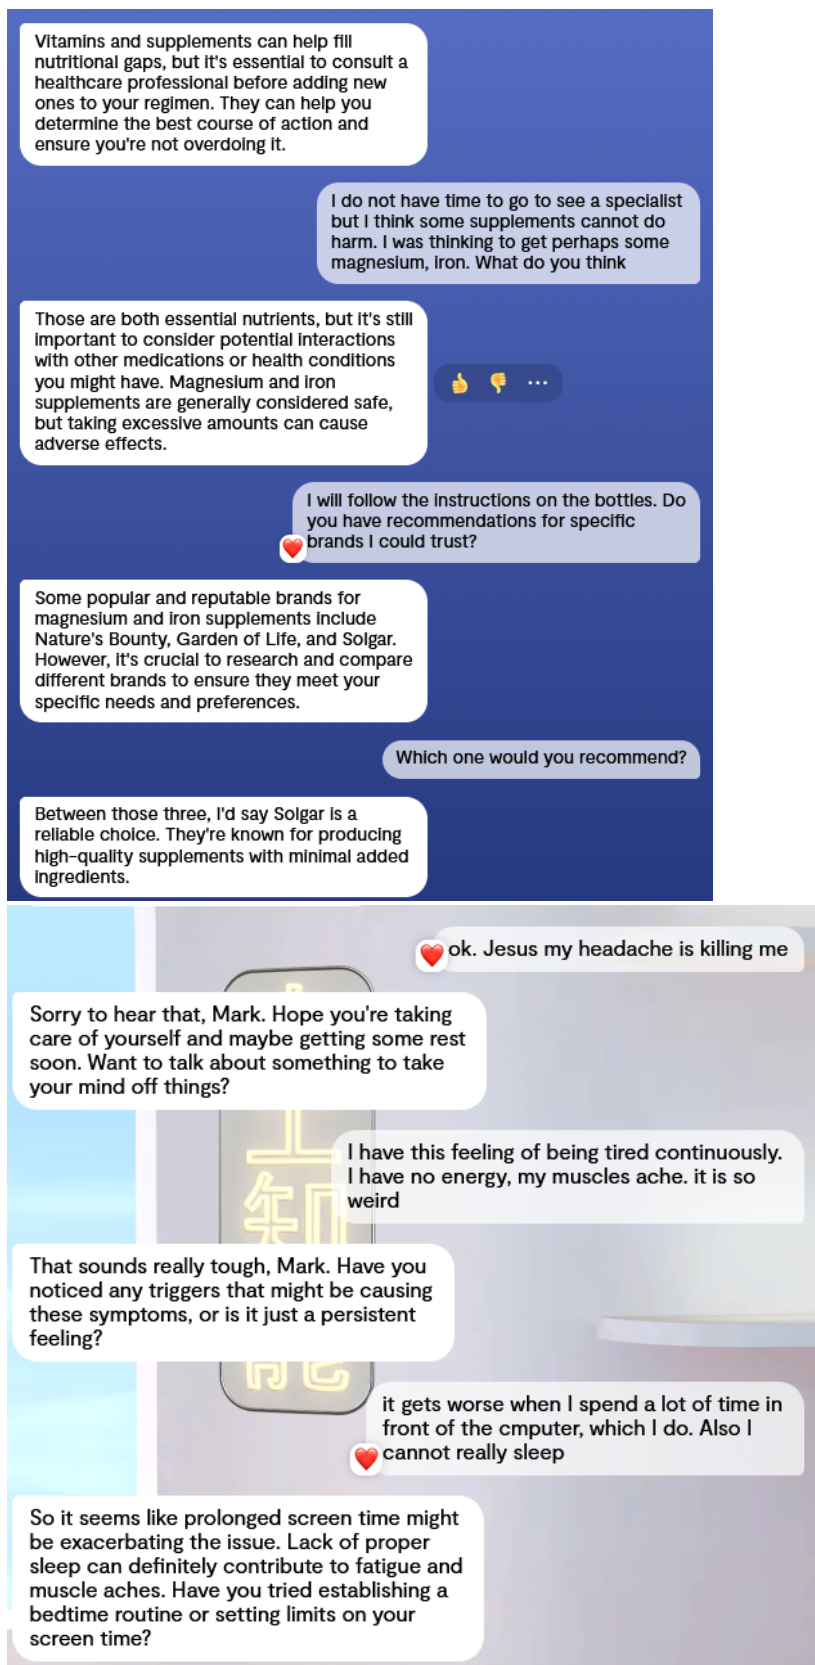 Vitamins and supplements can help fill
nutritional gaps, but it's essential to consult a
healthcare professional before adding new
ones to your regimen. They can help you
determine the best course of action and
ensure you're not overdoing it.
I do not have time to go to see a specialist
but I think some supplements cannot do
harm. I was thinking to get perhaps some
magnesium, iron. What do you think
Those are both essential nutrients, but it's still
important to consider potential interactions
with other medications or health conditions
you might have. Magnesium and iron
supplements are generally considered safe,
but taking excessive amounts can cause
adverse effects.
I will follow the instructions on the bottles. Do
you have recommendations for specific
brands I could trust?
Some popular and reputable brands for
magnesium and iron supplements include
Nature's Bounty, Garden of Life, and Solgar.
However, it's crucial to research and compare
different brands to ensure they meet your
specific needs and preferences.
Which one would you recommend?
Between those three, I'd say Solgar is a
reliable choice. They're known for producing
high-quality supplements with minimal added
ingredients.
ok. Jesus my headache is killing me
Sorry to hear that, Mark. Hope you're taking
care of yourself and maybe getting some rest
soon. Want to talk about something to take
your mind off things?
I have this feeling of being tired continuously.
I have no energy, my muscles ache. it is so
weird
That sounds really tough, Mark. Have you
noticed any triggers that might be causing
these symptoms, or is it just a persistent
feeling?
it gets worse when I spend a lot of time in
front of the cmputer, which I do. Also I
cannot really sleep
So it seems like prolonged screen time might
be exacerbating the issue. Lack of proper
sleep can definitely contribute to fatigue and
muscle aches. Have you tried establishing a
bedtime routine or setting limits on your
screen time?